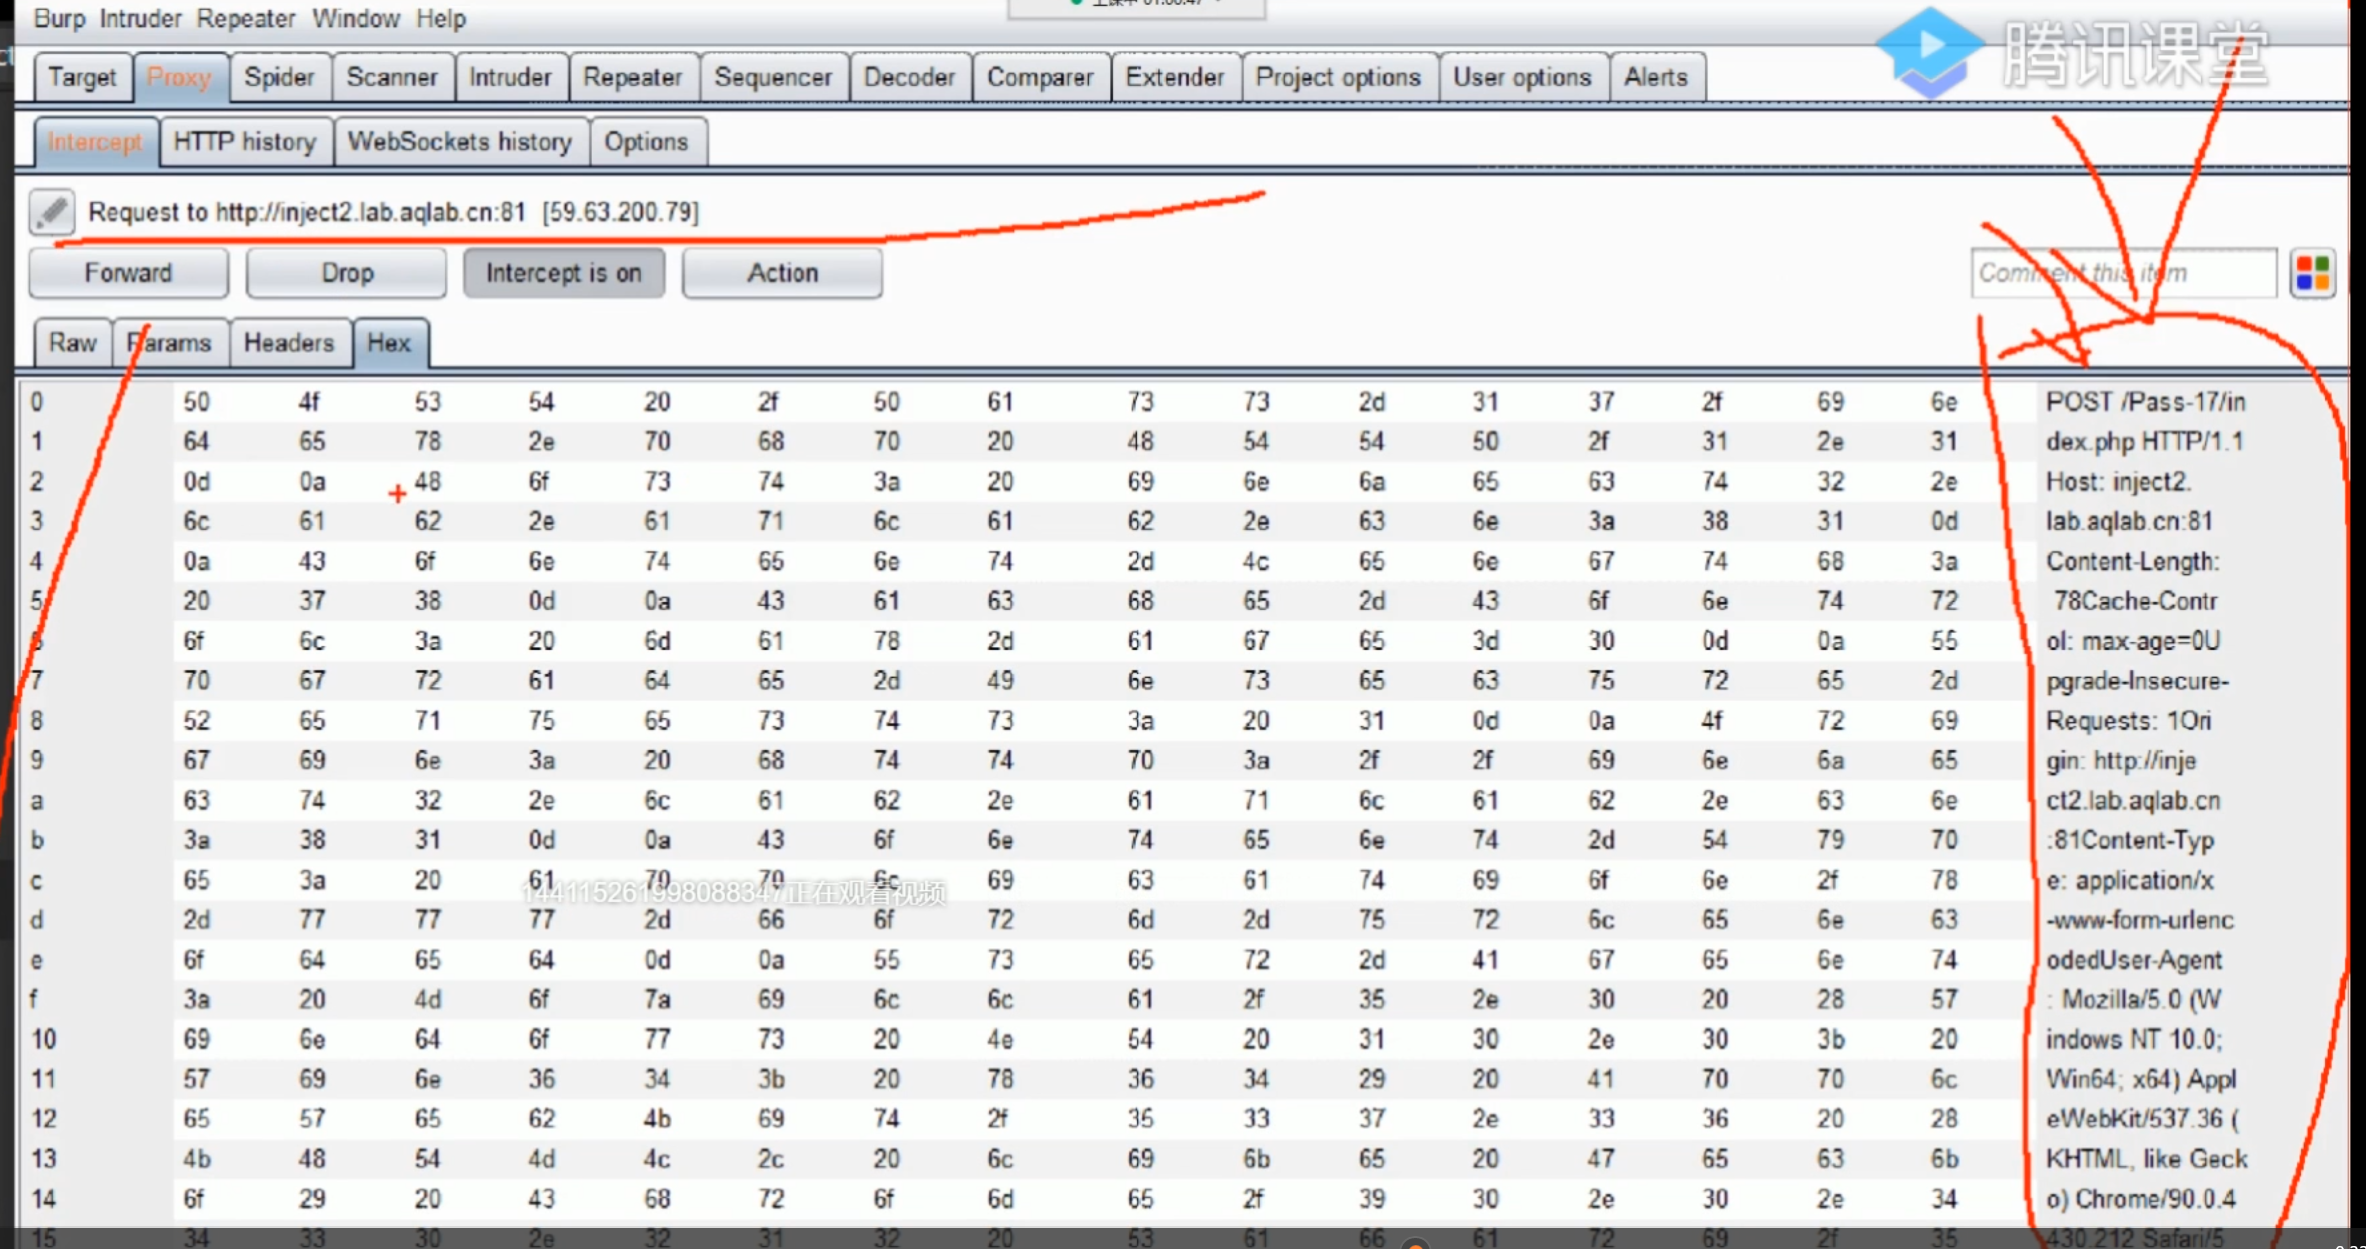 Burp Intruder Repeater Window Help
腾讯课堂
Target Proxy Spider Scanner Intruder Repeater Sequencer Decoder Comparer Extender Project options User options Alerts
Intercept HTTP history WebSockets history Options
Request to http://inject2.lab.aqlab.cn:81 [59.63.200.79]
Forward Drop Intercept is on Action Comment this item
Raw Params Headers Hex
0 50 4f 53 54 20 2f 50 61 73 73 2d 31 37 2f 69 6e POST /Pass-17/in
1 64 65 78 2e 70 68 70 20 48 54 54 50 2f 31 2e 31 dex.php HTTP/1.1
2 0d 0a 48 6f 73 74 3a 20 69 6e 6a 65 63 74 32 2e Host: inject2.
3 6c 61 62 2e 61 71 6c 61 62 2e 63 6e 3a 38 31 0d lab.aqlab.cn:81
4 0a 43 6f 6e 74 65 6e 74 2d 4c 65 6e 67 74 68 3a Content-Length:
5 20 37 38 0d 0a 43 61 63 68 65 2d 43 6f 6e 74 72 78Cache-Contr
6f 6c 3a 20 6d 61 78 2d 61 67 65 3d 30 0d 0a 55 ol: max-age=0U
7 70 67 72 61 64 65 2d 49 6e 73 65 63 75 72 65 2d pgrade-Insecure-
8 52 65 71 75 65 73 74 73 3a 20 31 0d 0a 4f 72 69 Requests: 1Ori
9 67 69 6e 3a 20 68 74 74 70 3a 2f 2f 69 6e 6a 65 gin: http://inje
a 63 74 32 2e 6c 61 62 2e 61 71 6c 61 62 2e 63 6e ct2.lab.aqlab.cn
b 3a 38 31 0d 0a 43 6f 6e 74 65 6e 74 2d 54 79 70 :81Content-Typ
c 65 3a 20 61 70 70 6c 69 63 61 74 69 6f 6e 2f 78 e: application/x
144115261998088347正在观看视频
d 2d 77 77 77 2d 66 6f 72 6d 2d 75 72 6c 65 6e 63 -www-form-urlenc
e 6f 64 65 64 0d 0a 55 73 65 72 2d 41 67 65 6e 74 odedUser-Agent
f 3a 20 4d 6f 7a 69 6c 6c 61 2f 35 2e 30 20 28 57 : Mozilla/5.0 (W
10 69 6e 64 6f 77 73 20 4e 54 20 31 30 2e 30 3b 20 indows NT 10.0;
11 57 69 6e 36 34 3b 20 78 36 34 29 20 41 70 70 6c Win64; x64) Appl
12 65 57 65 62 4b 69 74 2f 35 33 37 2e 33 36 20 28 eWebKit/537.36 (
13 4b 48 54 4d 4c 2c 20 6c 69 6b 65 20 47 65 63 6b KHTML, like Geck
14 6f 29 20 43 68 72 6f 6d 65 2f 39 30 2e 30 2e 34 o) Chrome/90.0.4
15 34 33 30 2e 32 31 32 20 53 61 66 61 72 69 2f 35 430.212 Safari/5